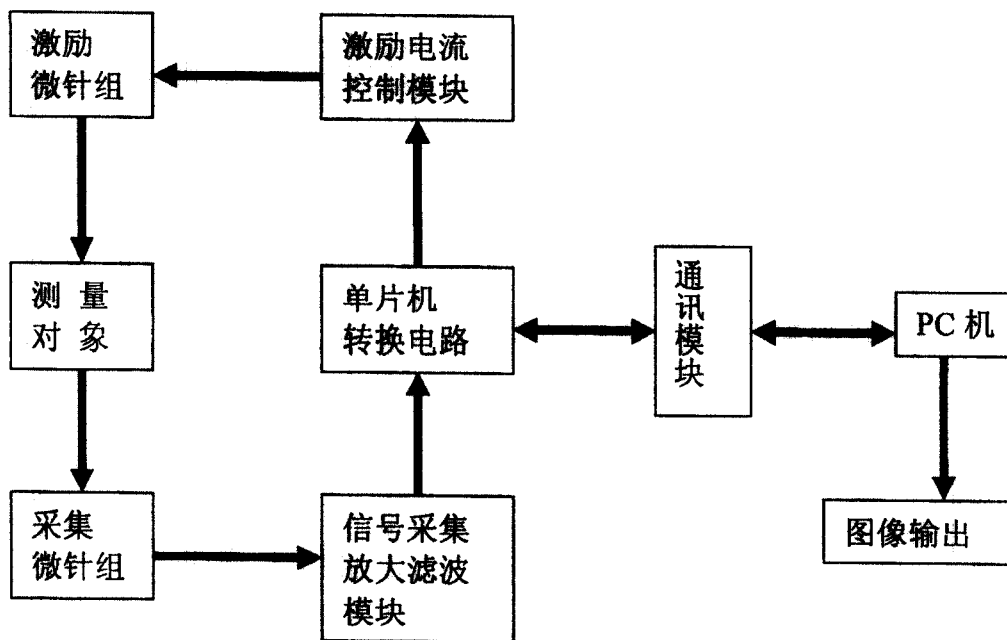 激励
微针组
激励电流
控制模块
测 量
对 象
单片机
转换电路
通
讯
模
块
PC 机
采集
微针组
信号采集
放大滤波
模块
图像输出